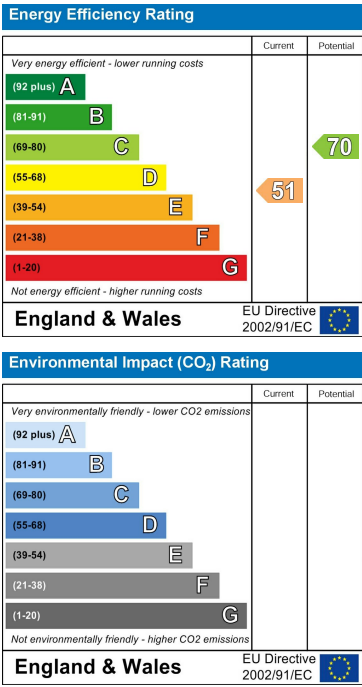 Energy Efficiency Rating
Current Potential
Very energy efficient - lower running costs
(92 plus) A
(81-91) B
(69-80) C 70
(55-68) D
51
(39-54) E
(21-38) F
(1-20) G
Not energy efficient - higher running costs
England & Wales
EU Directive
2002/91/EC
Environmental Impact (CO₂) Rating
Current Potential
Very environmentally friendly - lower CO2 emissions
(92 plus) A
(81-91) B
(69-80) C
(55-68) D
(39-54) E
(21-38) F
(1-20) G
Not environmentally friendly - higher CO2 emissions
England & Wales
EU Directive
2002/91/EC